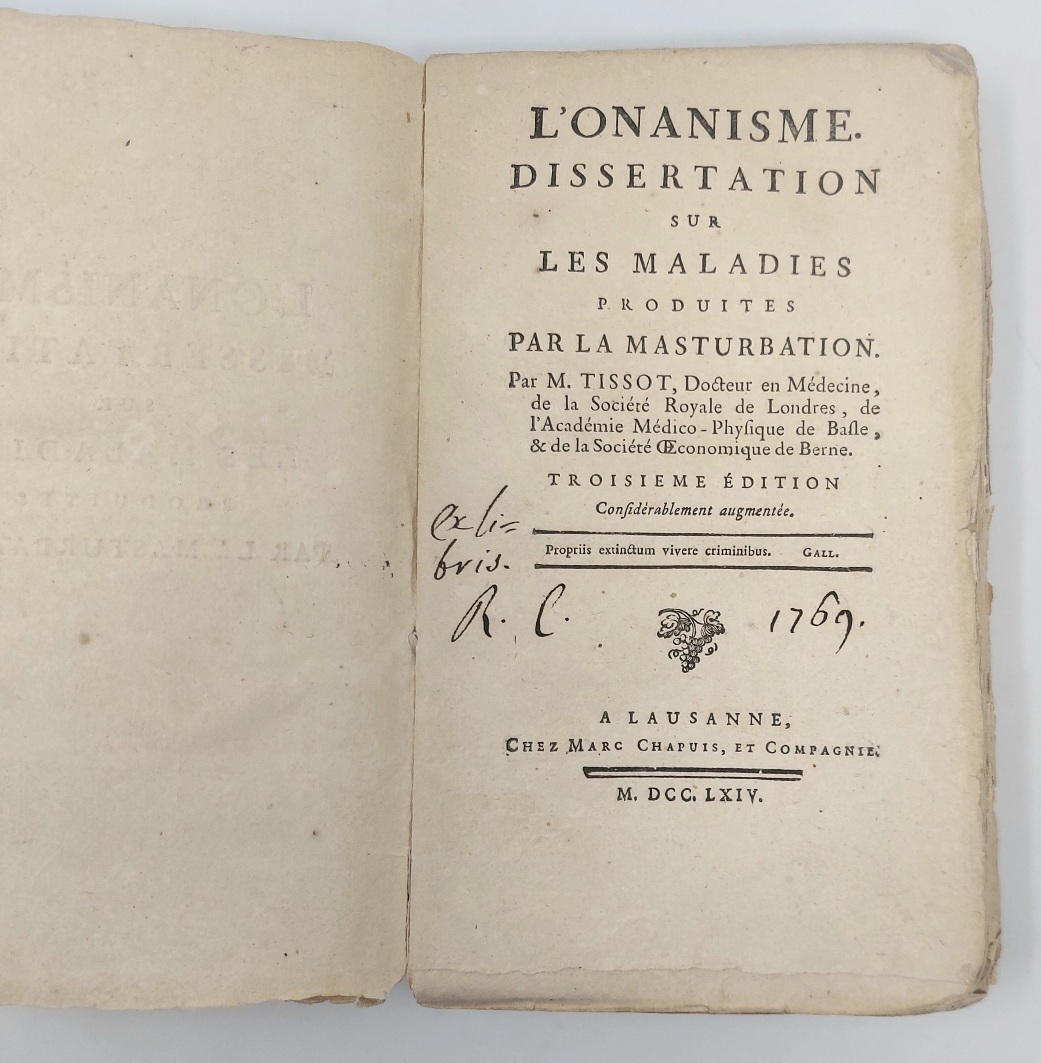 L'ONANISME.
DISSERTATION
SUR
LES MALADIES
PRODUITES
PAR LA MASTURBATION.
Par M. TISSOT, Docteur en Médecine,
de la Société Royale de Londres, de
l'Académie Médico-Phyſique de Baſle,
& de la Société Œconomique de Berne.
TROISIEME ÉDITION
Conſidérablement augmentée.
ex li=
bris.
Propriis extinctum vivere criminibus. GALL.
R. C. 1769.
A LAUSANNE,
CHEZ MARC CHAPUIS, ET COMPAGNIE.
M. DCC. LXIV.